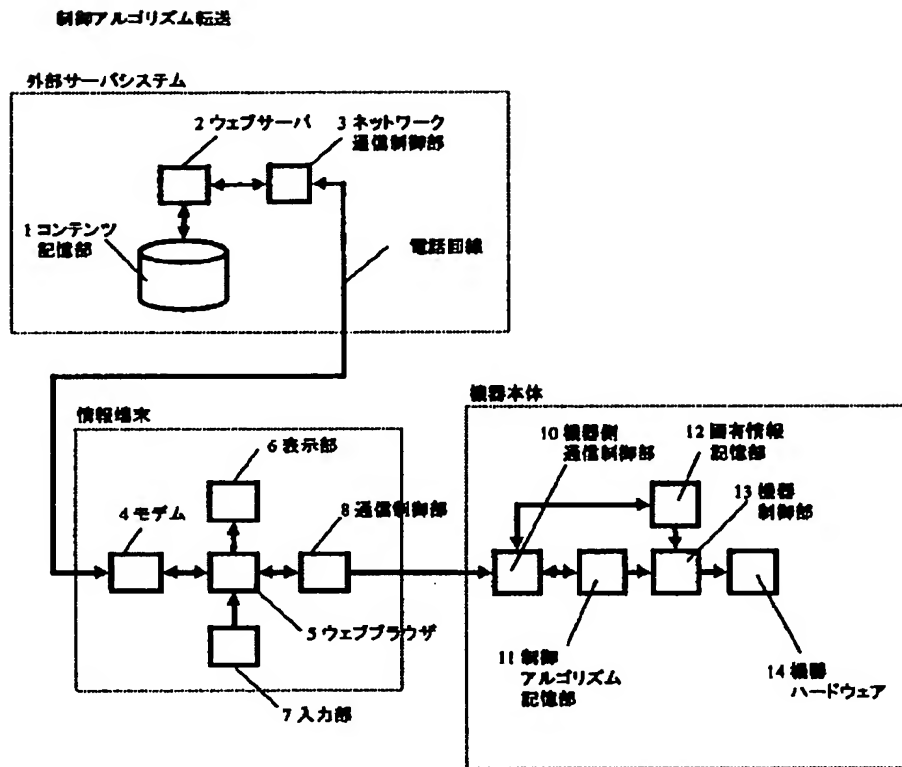 制御アルゴリズム転送
外部サーバシステム
2 ウェブサーバ
3 ネットワーク
通信制御部
1 コンテンツ
記憶部
電話回線
情報端末
機器本体
6 表示部
10 機器側
通信制御部
12 固有情報
記憶部
4 モデム
8 通信制御部
13 機器
制御部
5 ウェブブラウザ
7 入力部
11 制御
アルゴリズム
記憶部
14 機器
ハードウェア